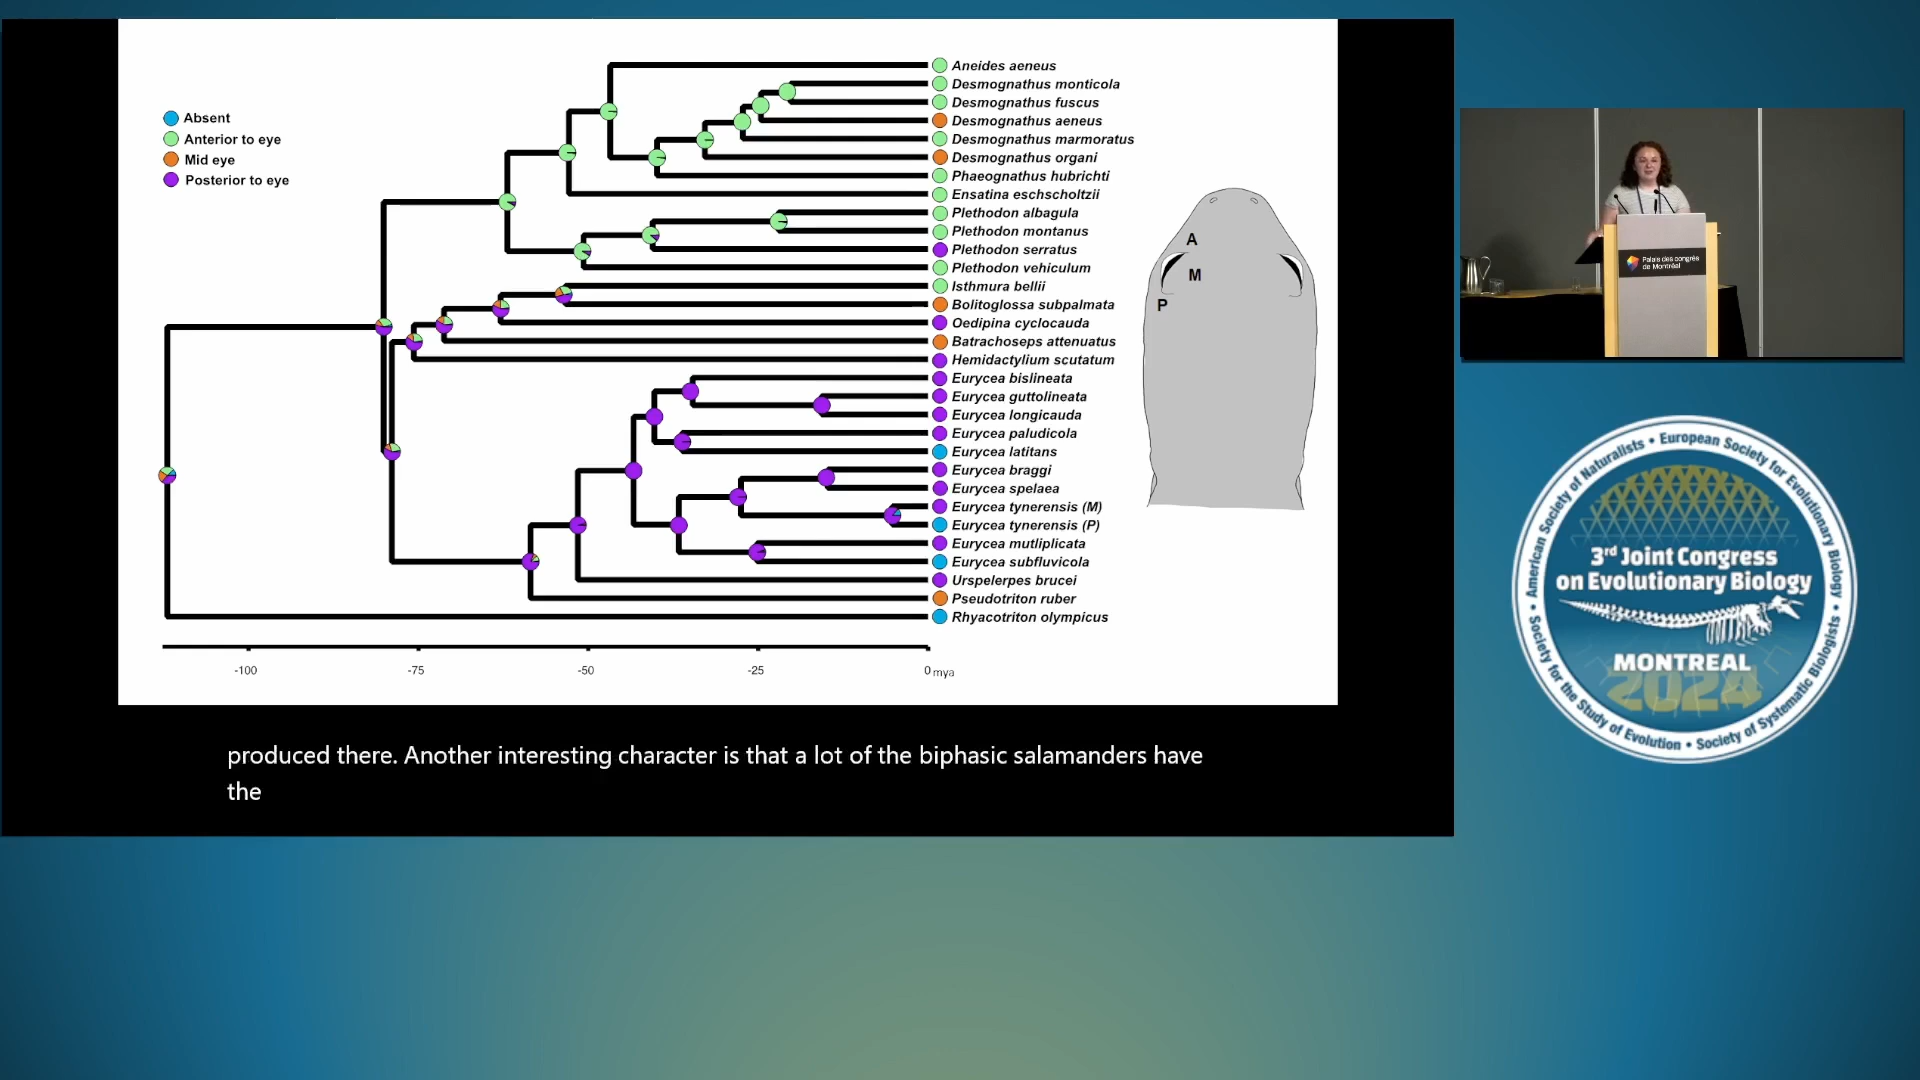 Absent
Anterior to eye
Mid eye
Posterior to eye
Aneides aeneus
Desmognathus monticola
Desmognathus fuscus
Desmognathus aeneus
Desmognathus marmoratus
Desmognathus organi
Phaeognathus hubrichti
Ensatina eschscholtzii
Plethodon albagula
Plethodon montanus
Plethodon serratus
Plethodon vehiculum
Isthmura bellii
Bolitoglossa subpalmata
Oedipina cyclocauda
Batrachoseps attenuatus
Hemidactylium scutatum
Eurycea bislineata
Eurycea guttolineata
Eurycea longicauda
Eurycea paludicola
Eurycea latitans
Eurycea braggi
Eurycea spelaea
Eurycea tynerensis (M)
Eurycea tynerensis (P)
Eurycea mutliplicata
Eurycea subfluvicola
Urspelerpes brucei
Pseudotriton ruber
Rhyacotriton olympicus
-100 -75 -50 -25 0 mya
A
M
P
produced there. Another interesting character is that a lot of the biphasic salamanders have
the
Palais des congrès
de Montréal
American Society of Naturalists • European Society for Evolutionary Biology • Society of Systematic Biologists • Society for the Study of Evolution •
3rd Joint Congress
on Evolutionary Biology
MONTREAL
2024